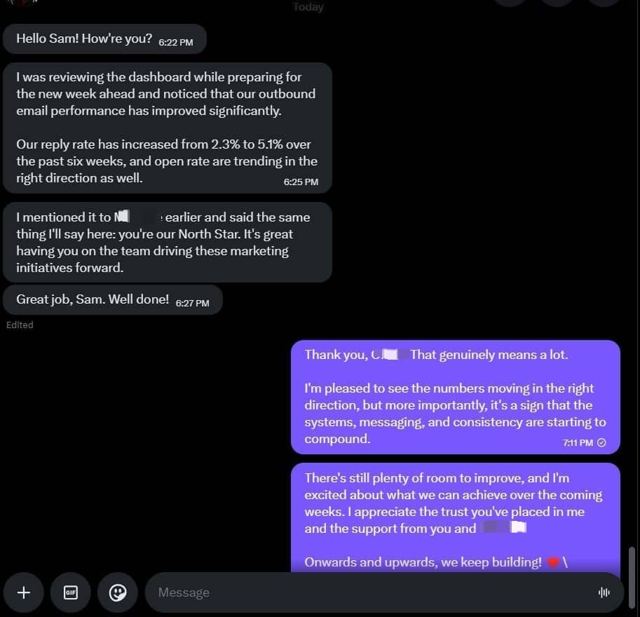 Today
Hello Sam! How're you? 6:22 PM
I was reviewing the dashboard while preparing for
the new week ahead and noticed that our outbound
email performance has improved significantly.
Our reply rate has increased from 2.3% to 5.1% over
the past six weeks, and open rate are trending in the
right direction as well. 6:25 PM
I mentioned it to earlier and said the same
thing I'll say here: you're our North Star. It's great
having you on the team driving these marketing
initiatives forward.
Great job, Sam. Well done! 6:27 PM
Edited
Thank you, That genuinely means a lot.
I'm pleased to see the numbers moving in the right
direction, but more importantly, it's a sign that the
systems, messaging, and consistency are starting to
compound. 7:11 PM
There's still plenty of room to improve, and I'm
excited about what we can achieve over the coming
weeks. I appreciate the trust you've placed in me
and the support from you and
Onwards and upwards, we keep building! ❤️ \
GIF
Message